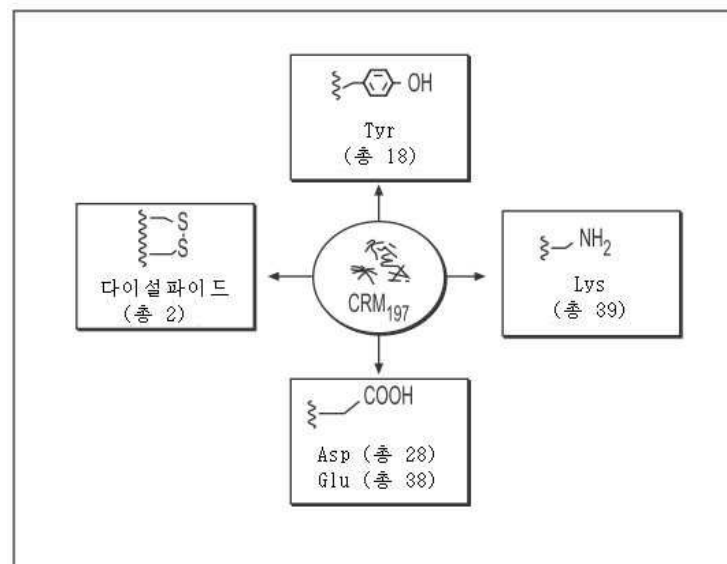 OH
Tyr
(총 18)
S
S
다이설파이드
(총 2)
CRM197
NH2
Lys
(총 39)
COOH
Asp (총 28)
Glu (총 38)